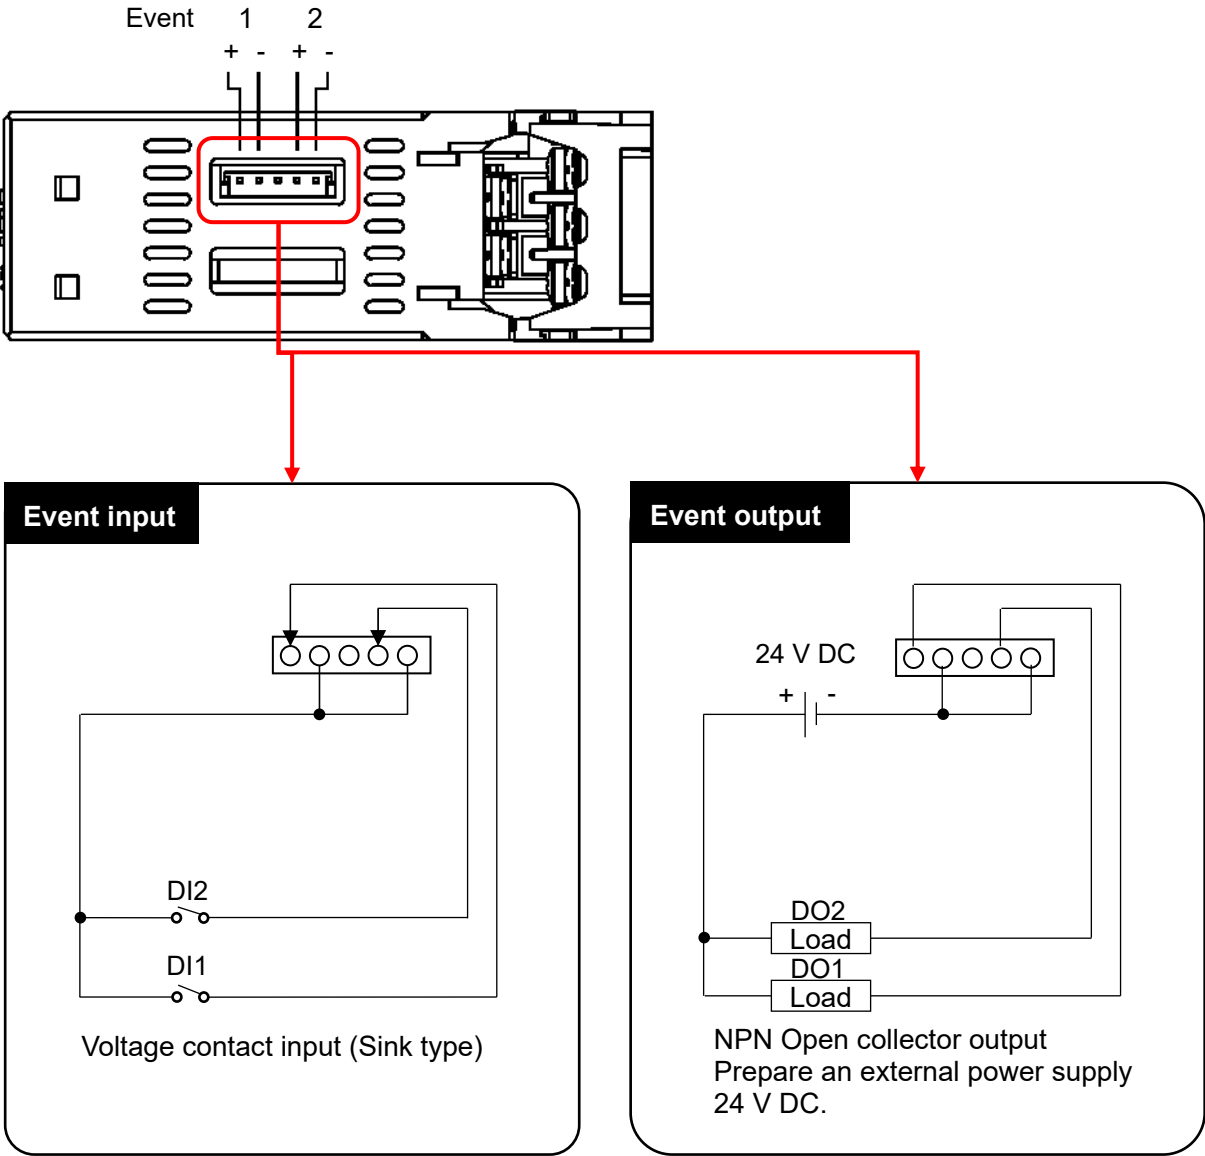 Event 1 2
+ - + -
Event input
DI2
DI1
Voltage contact input (Sink type)
Event output
24 V DC
+ -
DO2
Load
DO1
Load
NPN Open collector output
Prepare an external power supply
24 V DC.